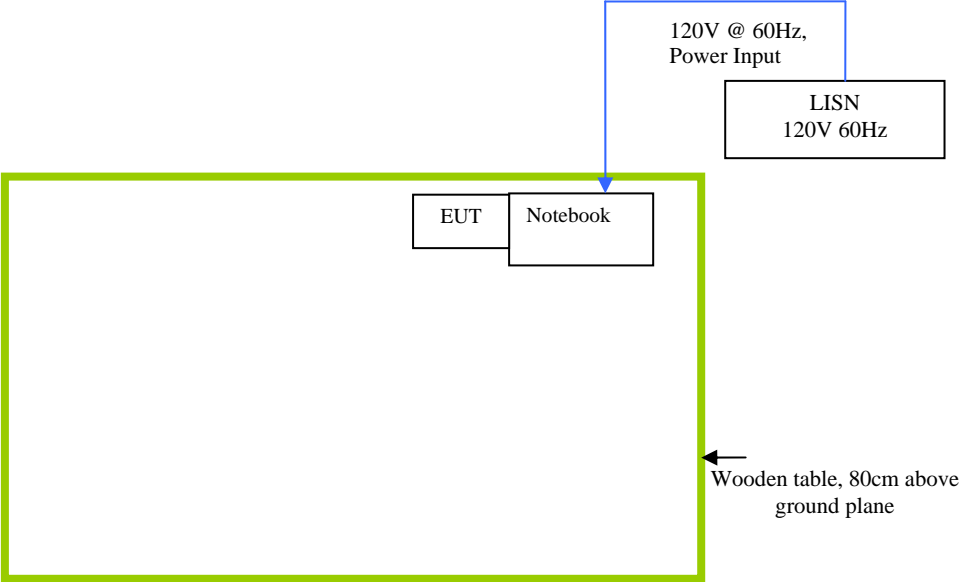 120V @ 60Hz,
Power Input
LISN
120V 60Hz
EUT
Notebook
Wooden table, 80cm above
ground plane